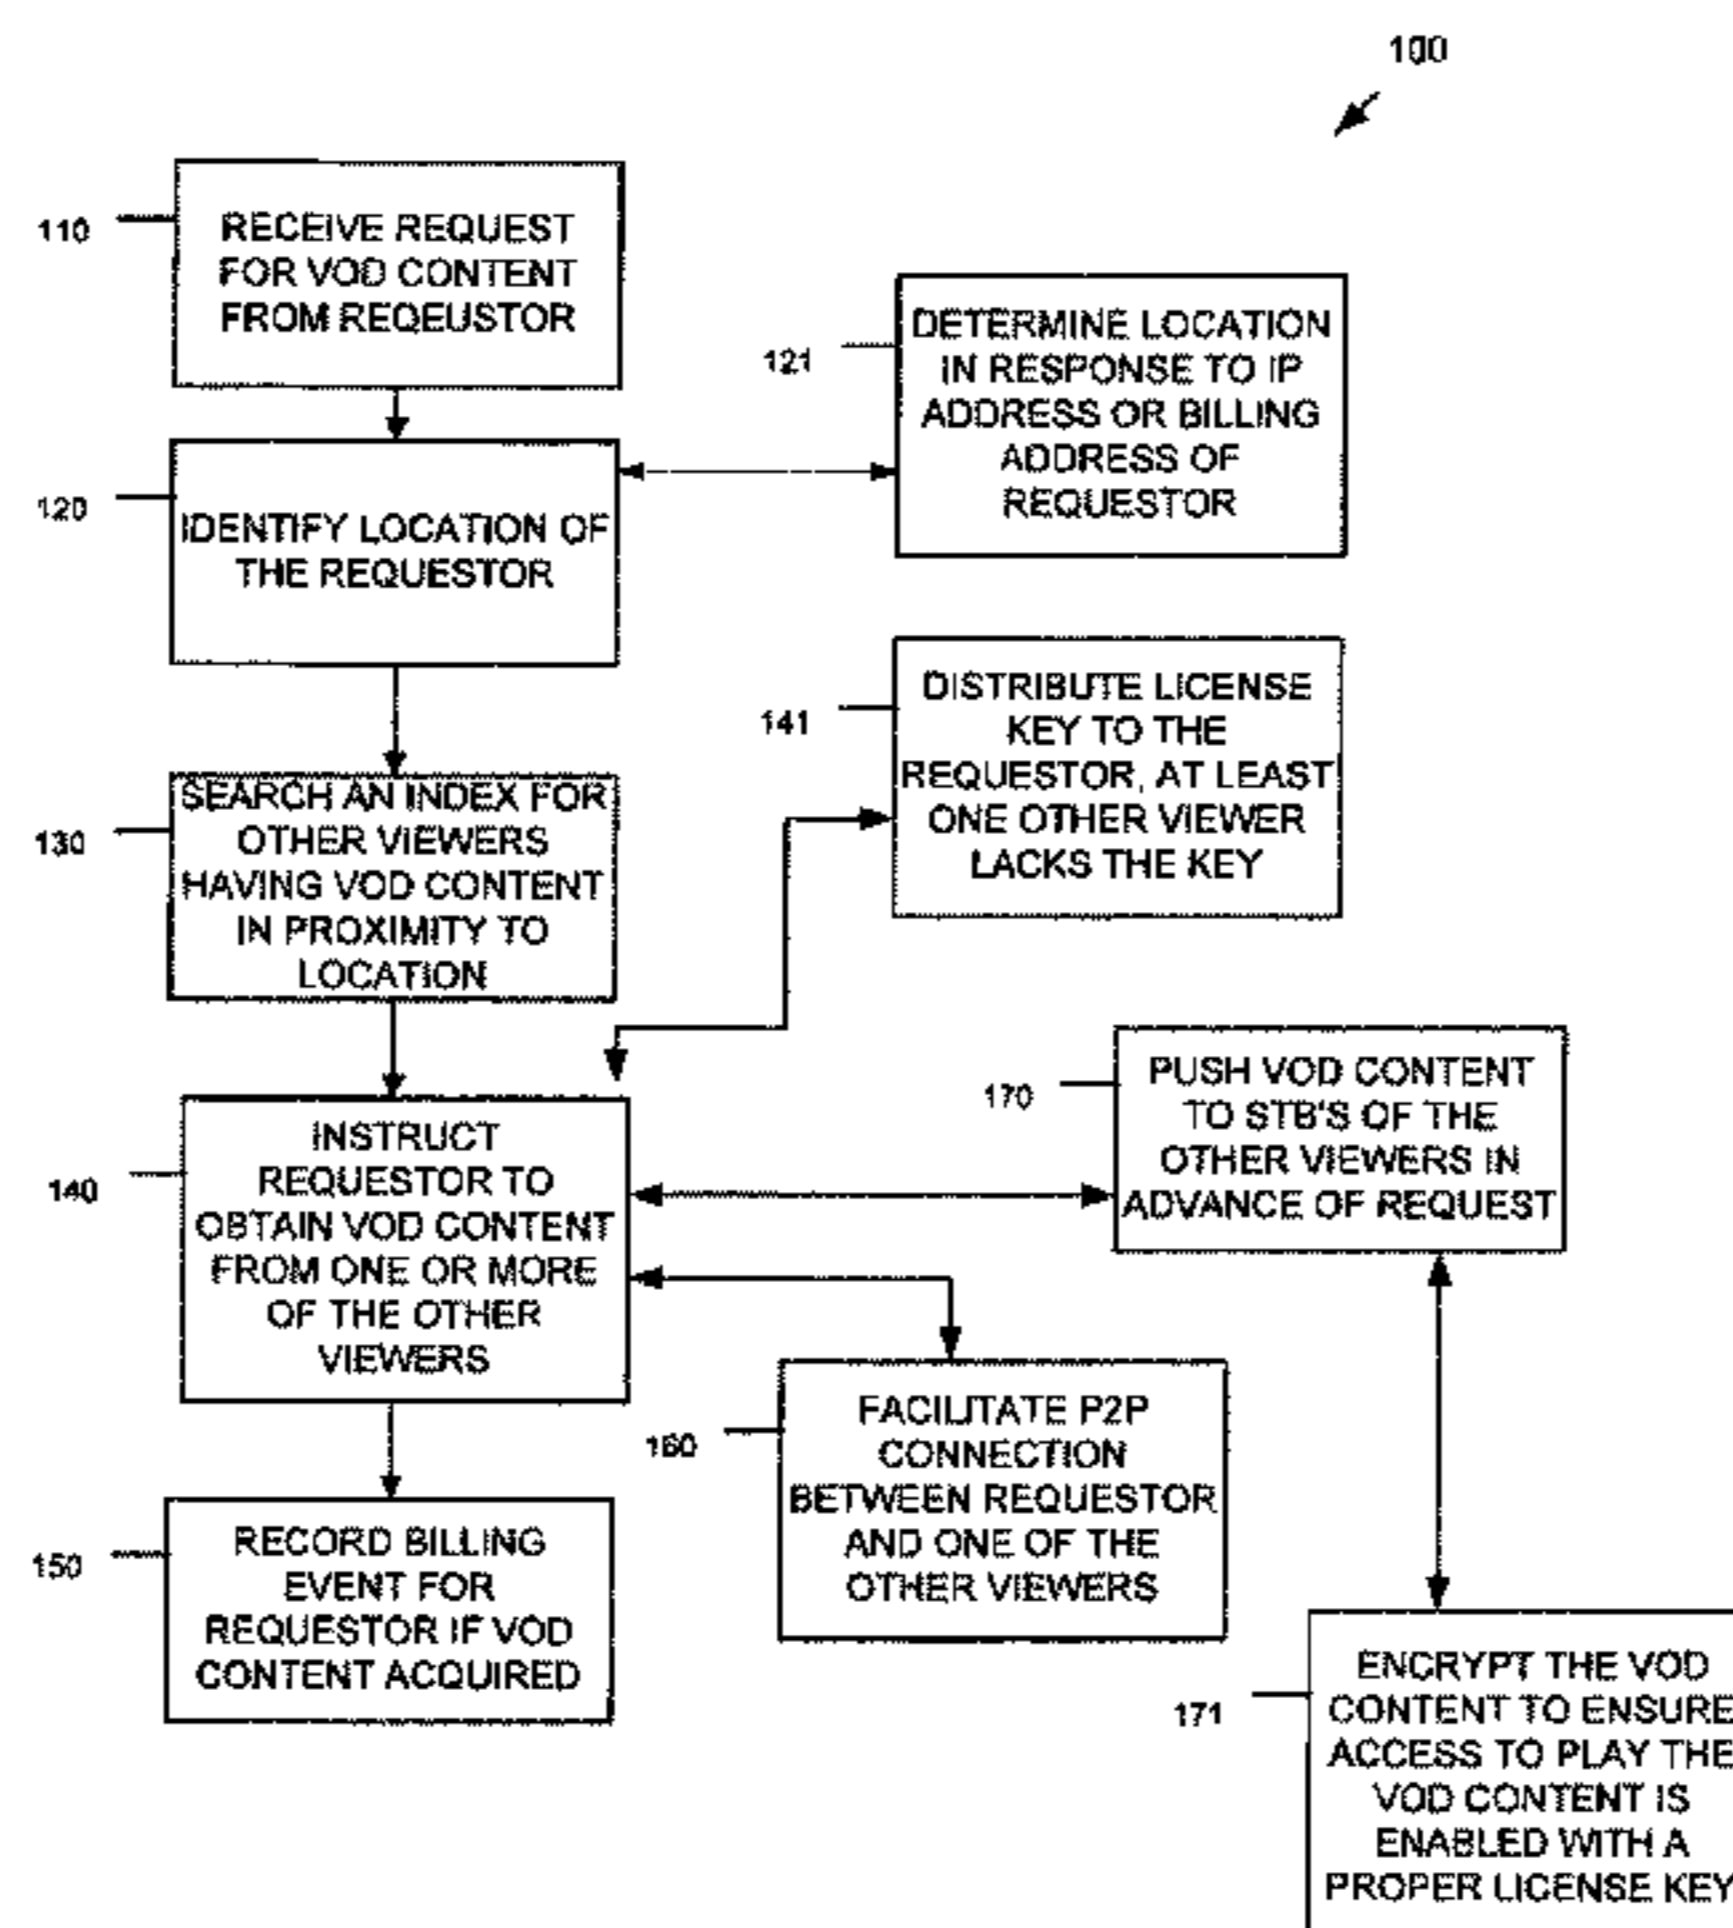 100
110
RECEIVE REQUEST
FOR VOD CONTENT
FROM REQEUSTOR
121
DETERMINE LOCATION
IN RESPONSE TO IP
ADDRESS OR BILLING
ADDRESS OF
REQUESTOR
120
IDENTIFY LOCATION OF
THE REQUESTOR
141
DISTRIBUTE LICENSE
KEY TO THE
REQUESTOR, AT LEAST
ONE OTHER VIEWER
LACKS THE KEY
130
SEARCH AN INDEX FOR
OTHER VIEWERS
HAVING VOD CONTENT
IN PROXIMITY TO
LOCATION
170
PUSH VOD CONTENT
TO STB'S OF THE
OTHER VIEWERS IN
ADVANCE OF REQUEST
140
INSTRUCT
REQUESTOR TO
OBTAIN VOD CONTENT
FROM ONE OR MORE
OF THE OTHER
VIEWERS
160
FACILITATE P2P
CONNECTION
BETWEEN REQUESTOR
AND ONE OF THE
OTHER VIEWERS
150
RECORD BILLING
EVENT FOR
REQUESTOR IF VOD
CONTENT ACQUIRED
171
ENCRYPT THE VOD
CONTENT TO ENSURE
ACCESS TO PLAY THE
VOD CONTENT IS
ENABLED WITH A
PROPER LICENSE KEY